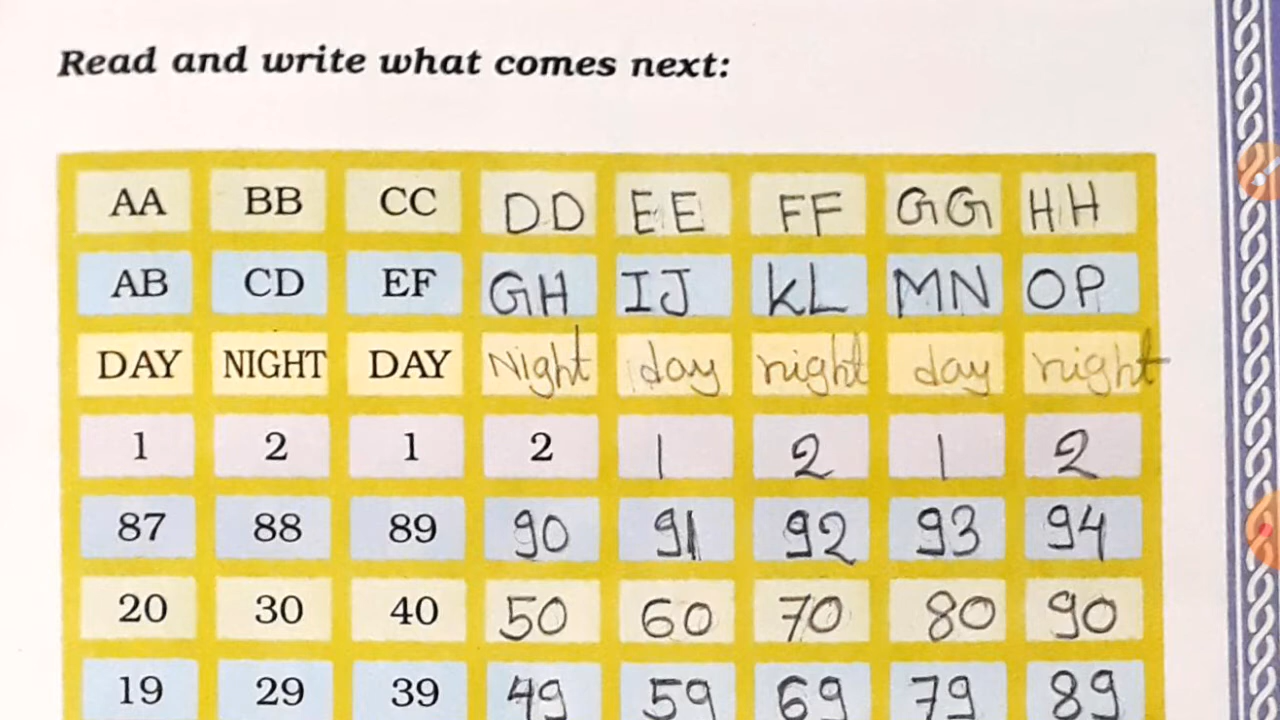 Read and write what comes next:
AA BB CC DD EE FF GG HH
AB CD EF GH IJ KL MN OP
DAY NIGHT DAY Night day night day night
1 2 1 2 1 2 1 2
87 88 89 90 91 92 93 94
20 30 40 50 60 70 80 90
19 29 39 49 59 69 79 89